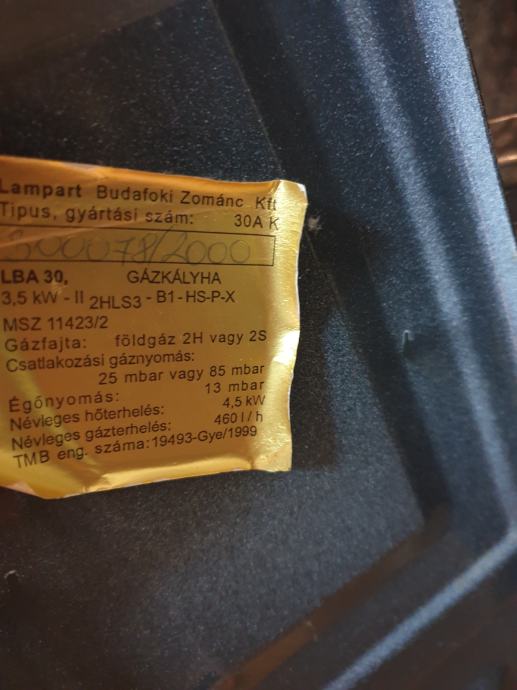 Lampart Budafoki Zománc Kft
Tipus, gyártási szám: 30A K
000078/2000
LBA 30, GÁZKÁLYHA
3,5 kW - II 2HLS3 - B1-HS-P-X
MSZ 11423/2
Gázfajta: földgáz 2H vagy 2S
Csatlakozási gáznyomás:
25 mbar vagy 85 mbar
Égőnyomás: 13 mbar
Névleges hőterhelés: 4,5 kW
Névleges gázterhelés: 460 l / h
TMB eng. száma:19493-Gye/1999